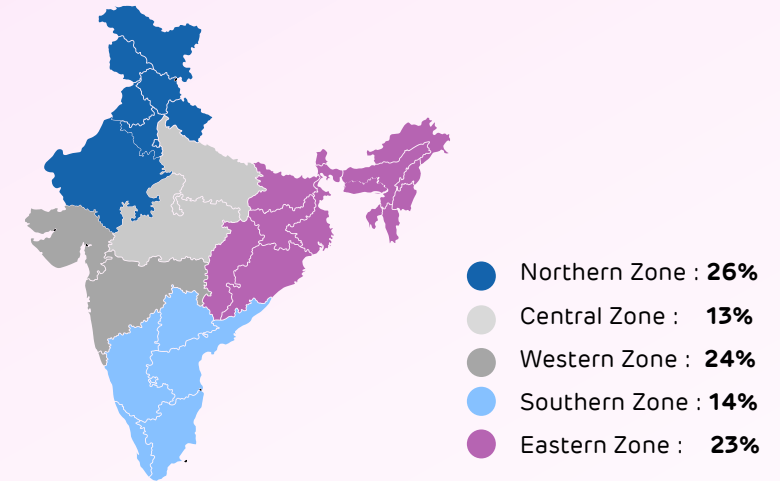 Northern Zone : 26%
Central Zone : 13%
Western Zone : 24%
Southern Zone : 14%
Eastern Zone : 23%